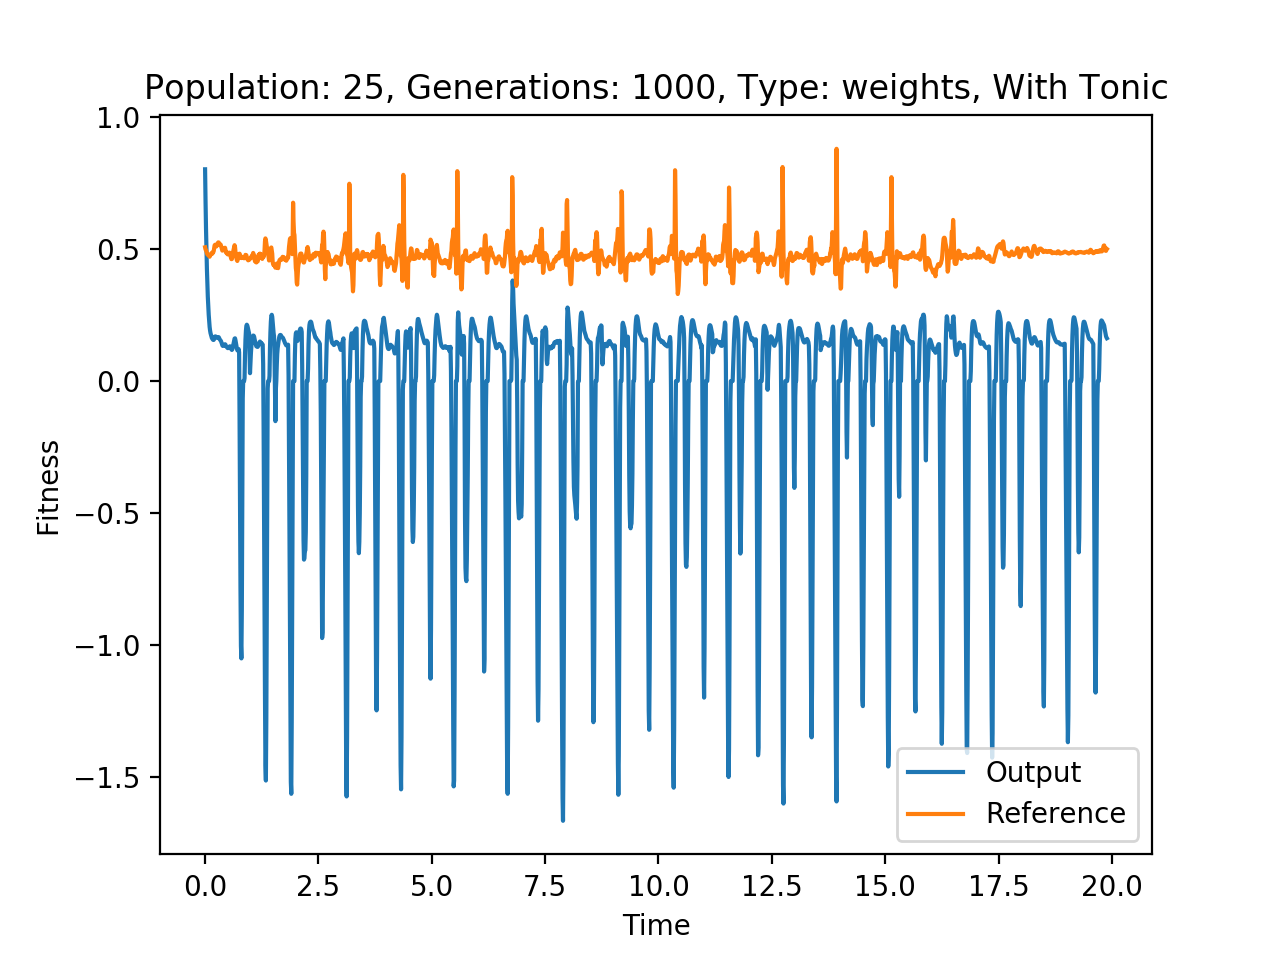 Population: 25, Generations: 1000, Type: weights, With Tonic
1.0
0.5
0.0
−0.5
−1.0
−1.5
Fitness
0.0 2.5 5.0 7.5 10.0 12.5 15.0 17.5 20.0
Time
Output
Reference